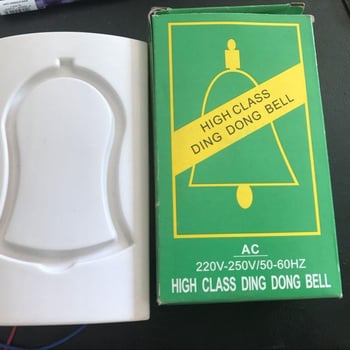 HIGH CLASS
DING DONG BELL
AC
220V-250V/50-60HZ
HIGH CLASS DING DONG BELL